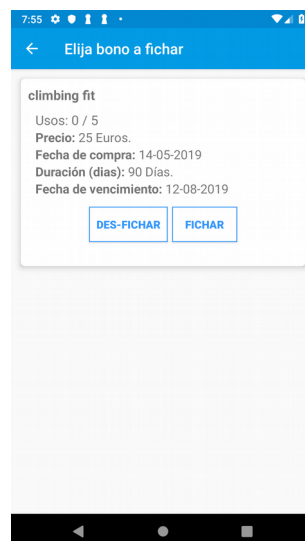 7:55
Elija bono a fichar
climbing fit
Usos: 0 / 5
Precio: 25 Euros.
Fecha de compra: 14-05-2019
Duración (dias): 90 Días.
Fecha de vencimiento: 12-08-2019
DES-FICHAR FICHAR